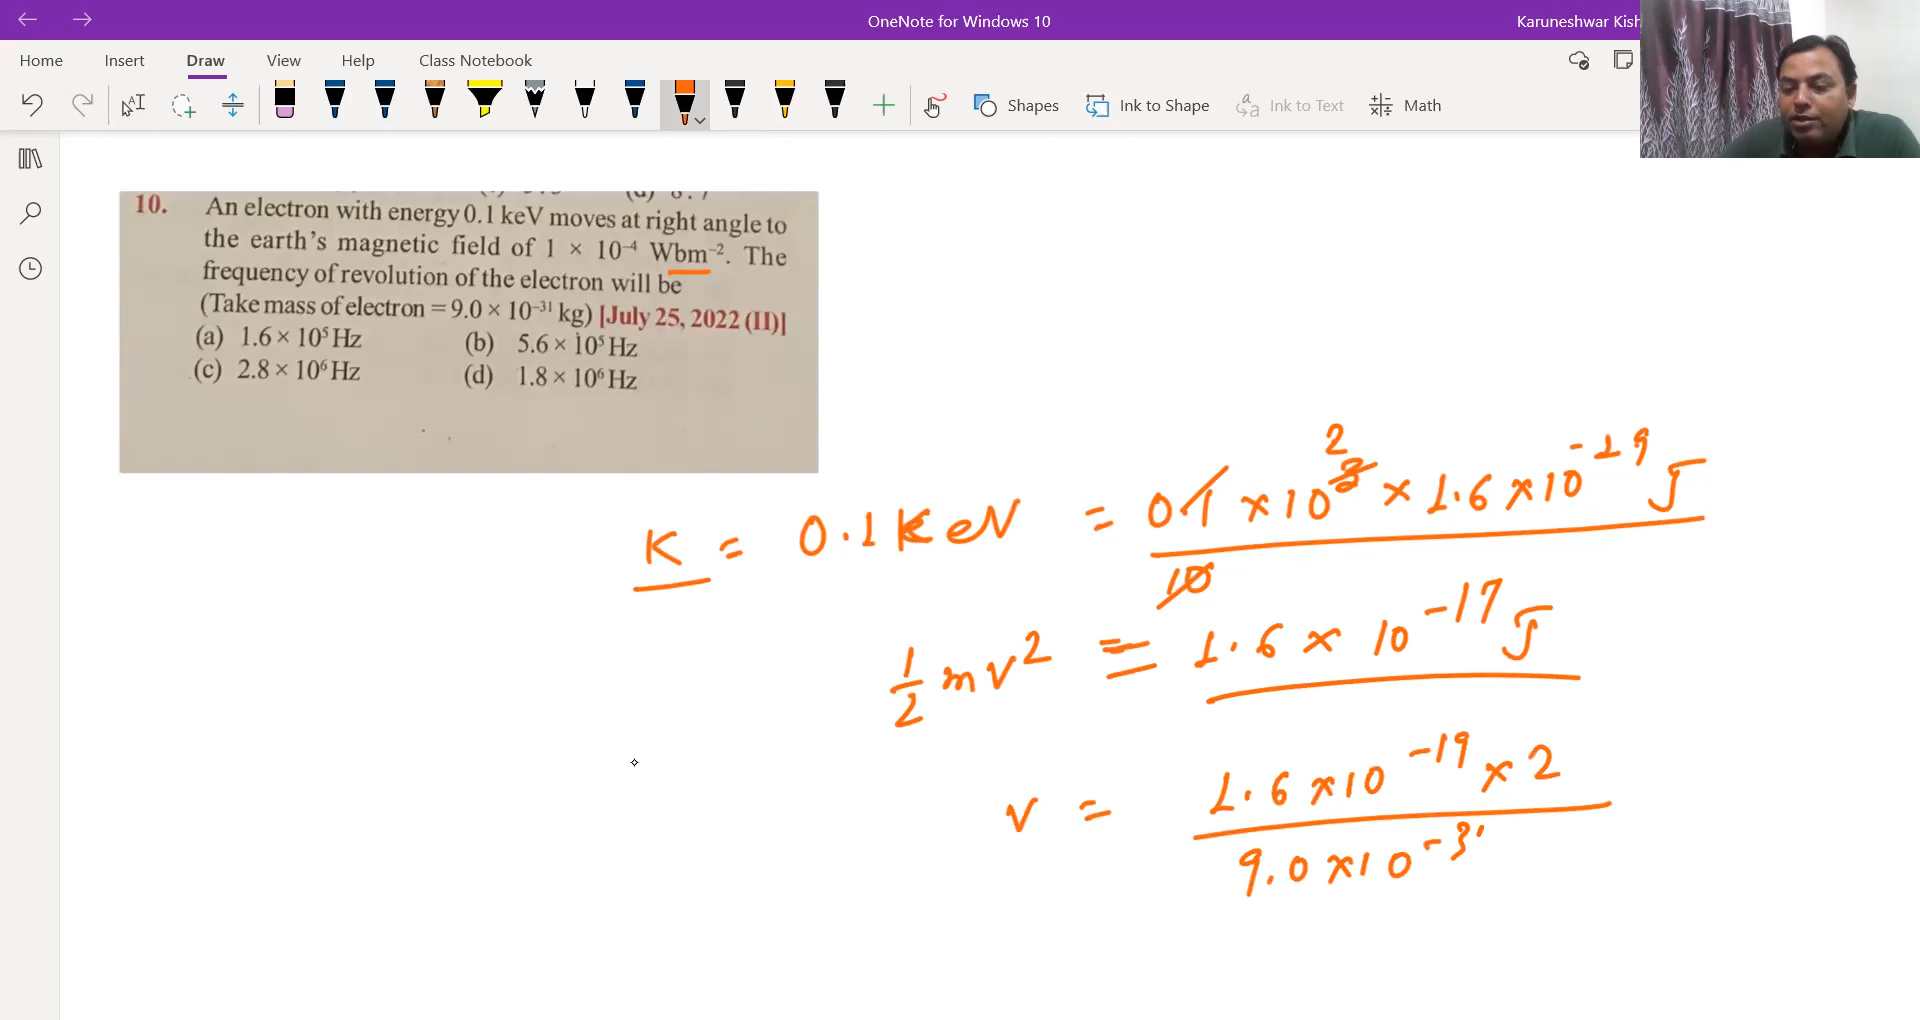 OneNote for Windows 10
Karuneshwar Kish
Home Insert Draw View Help Class Notebook
Shapes Ink to Shape Ink to Text Math
10. An electron with energy 0.1 keV moves at right angle to
the earth's magnetic field of 1 × 10⁻⁴ Wbm⁻². The
frequency of revolution of the electron will be
(Take mass of electron = 9.0 × 10⁻³¹ kg) [July 25, 2022 (II)]
(a) 1.6 × 10⁵ Hz (b) 5.6 × 10⁵ Hz
(c) 2.8 × 10⁶ Hz (d) 1.8 × 10⁶ Hz
2
K = 0.1 KeV = 01 × 10³ × 1.6 × 10⁻¹⁹ J
10
1/2 mv² = 1.6 × 10⁻¹⁷ J
v = 1.6 × 10⁻¹⁹ × 2
9.0 × 10⁻³¹